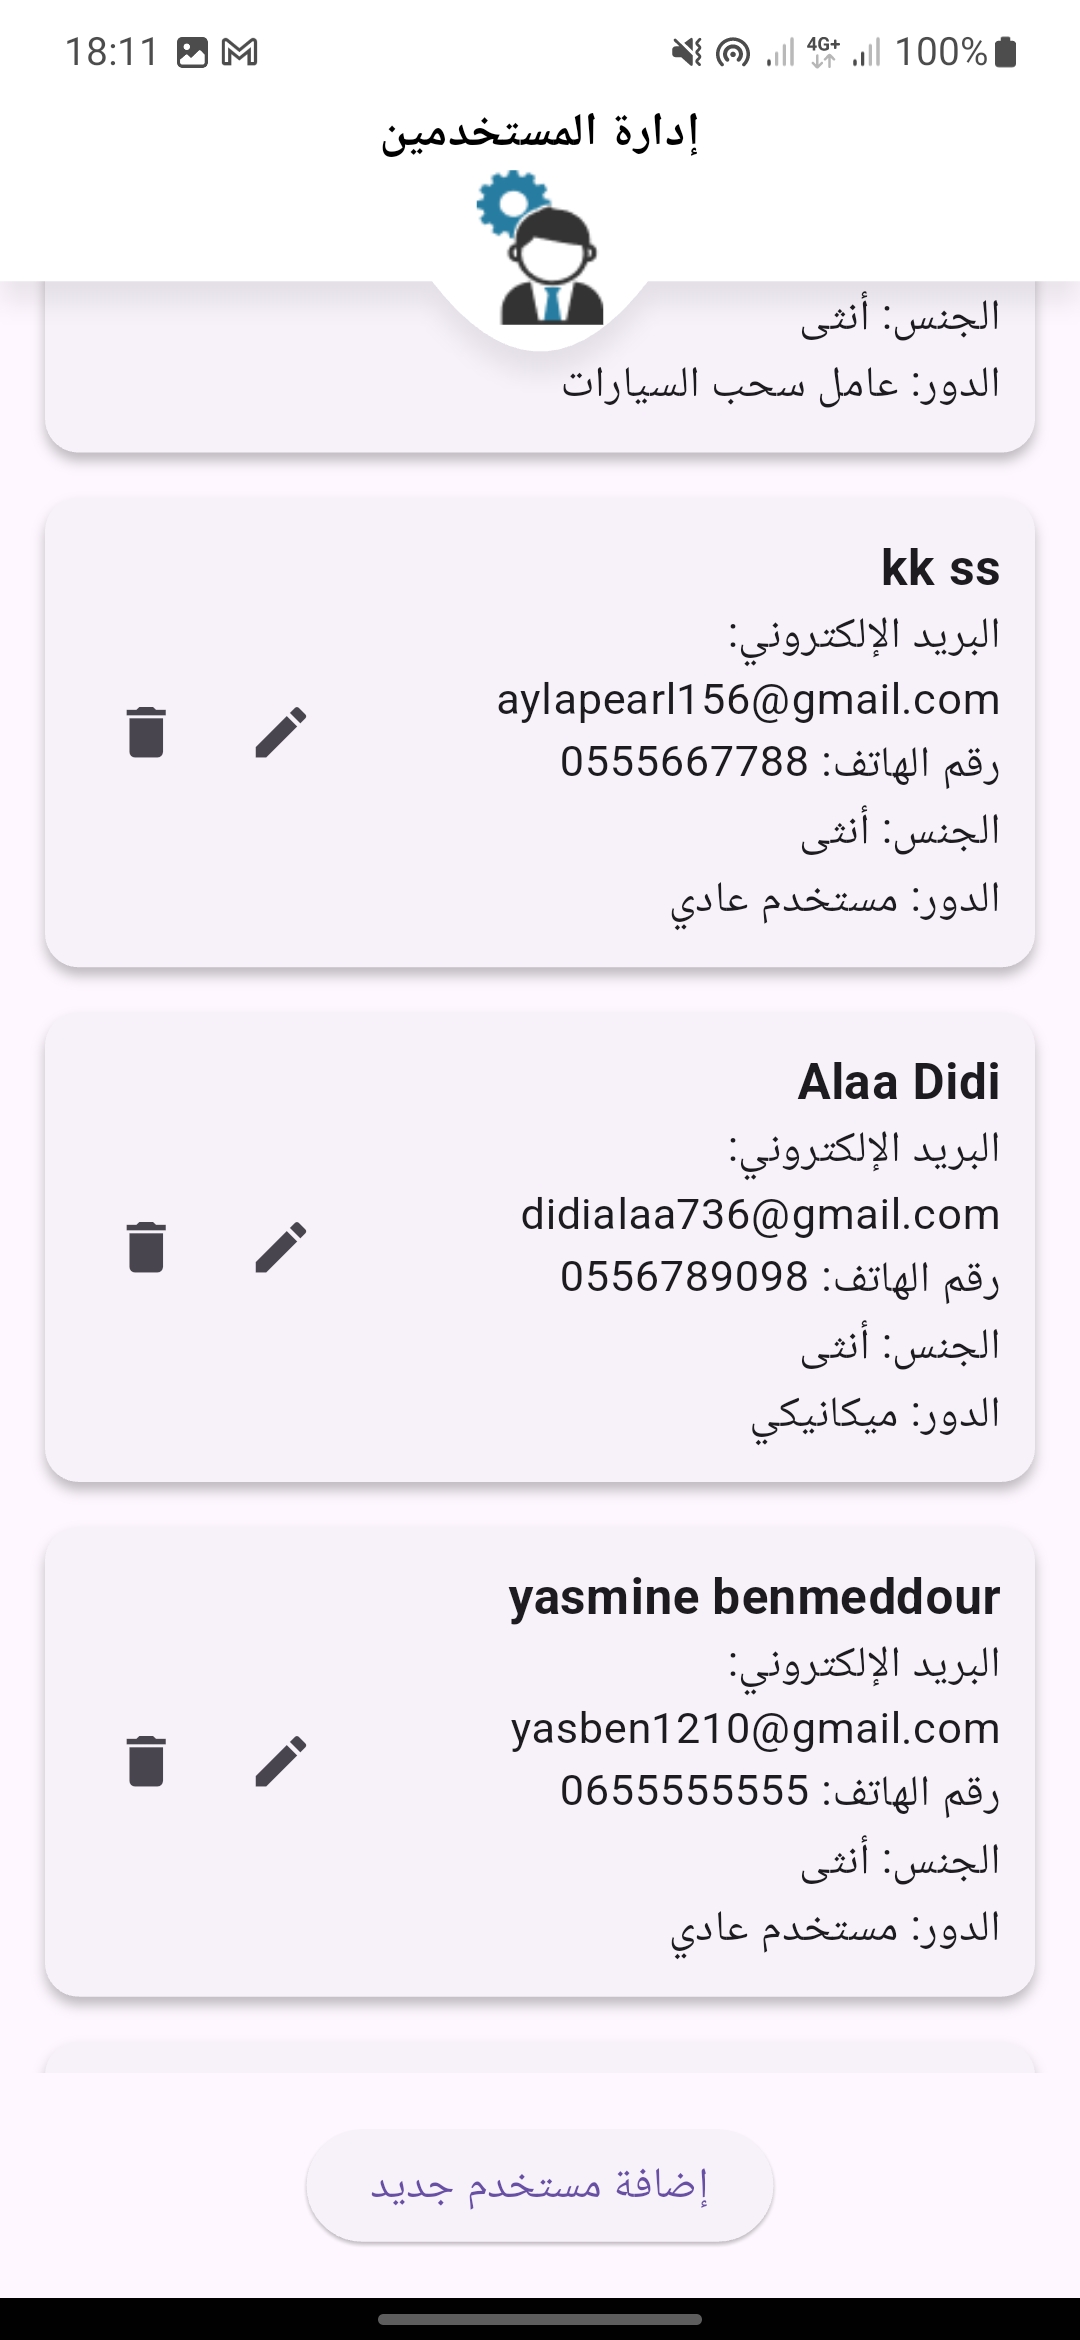 18:11
4G+ 100%
إدارة المستخدمين
الجنس: أنثى
الدور: عامل سحب السيارات
kk ss
البريد الإلكتروني:
aylapearl156@gmail.com
رقم الهاتف: 0555667788
الجنس: أنثى
الدور: مستخدم عادي
Alaa Didi
البريد الإلكتروني:
didialaa736@gmail.com
رقم الهاتف: 0556789098
الجنس: أنثى
الدور: ميكانيكي
yasmine benmeddour
البريد الإلكتروني:
yasben1210@gmail.com
رقم الهاتف: 0655555555
الجنس: أنثى
الدور: مستخدم عادي
إضافة مستخدم جديد